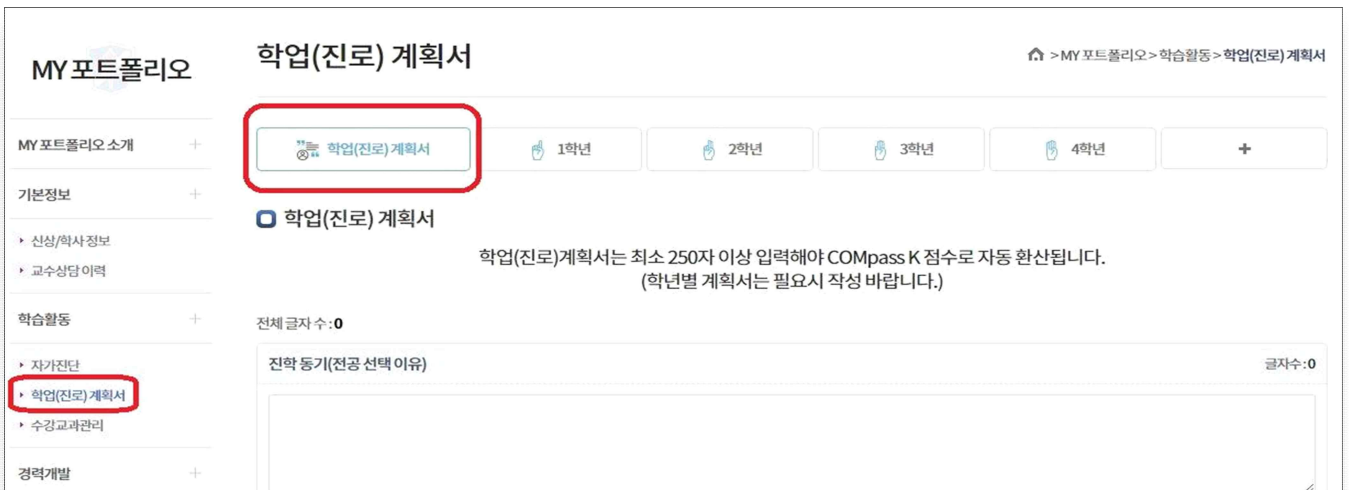 MY 포트폴리오
MY 포트폴리오 소개
기본정보
신상/학사 정보
교수상담 이력
학습활동
자가진단
학업(진로) 계획서
수강교과관리
경력개발
학업(진로) 계획서
>MY 포트폴리오>학습활동>학업(진로) 계획서
학업(진로) 계획서 1학년 2학년 3학년 4학년 +
학업(진로) 계획서
학업(진로)계획서는 최소 250자 이상 입력해야 COMpass K 점수로 자동 환산됩니다.
(학년별 계획서는 필요시 작성 바랍니다.)
전체 글자 수 : 0
진학 동기(전공 선택 이유) 글자수 : 0